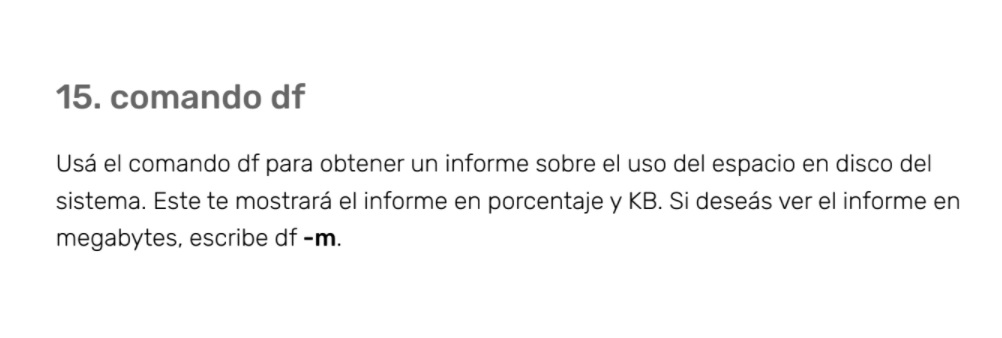 15. comando df
Usá el comando df para obtener un informe sobre el uso del espacio en disco del
sistema. Este te mostrará el informe en porcentaje y KB. Si deseás ver el informe en
megabytes, escribe df -m.